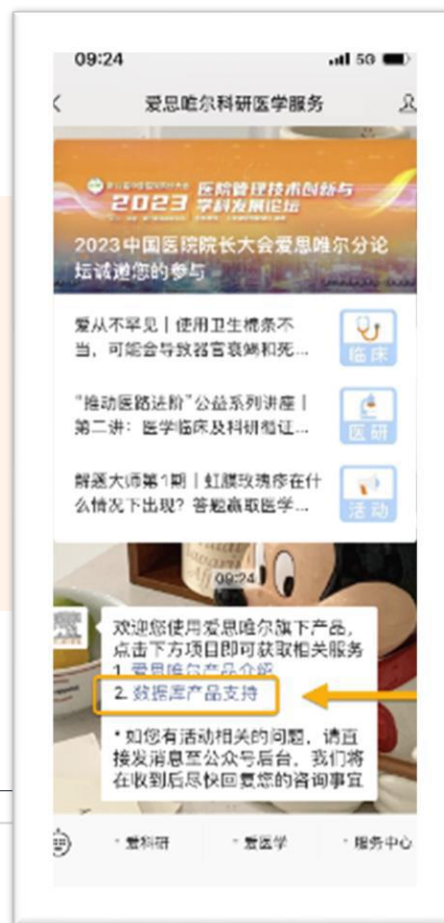 09:24
5G
爱思唯尔科研医学服务
2023
医院管理技术创新与
学科发展论坛
2023中国医院院长大会爱思唯尔分论
坛诚邀您的参与
爱从不罕见｜使用卫生棉条不
当，可能会导致器官衰竭和死...
临床
“推动医路进阶”公益系列讲座｜
第二讲：医学临床及科研循证...
医研
解题大师第1期｜虹膜玫瑰疹在什
么情况下出现？答题赢取医学...
活动
09:24
欢迎您使用爱思唯尔旗下产品，
点击下方项目即可获取相关服务
1. 爱思唯尔产品介绍
2. 数据库产品支持
*如您有活动相关的问题，请直
接发消息至公众号后台，我们将
在收到后尽快回复您的咨询事宜
爱科研
爱医学
服务中心